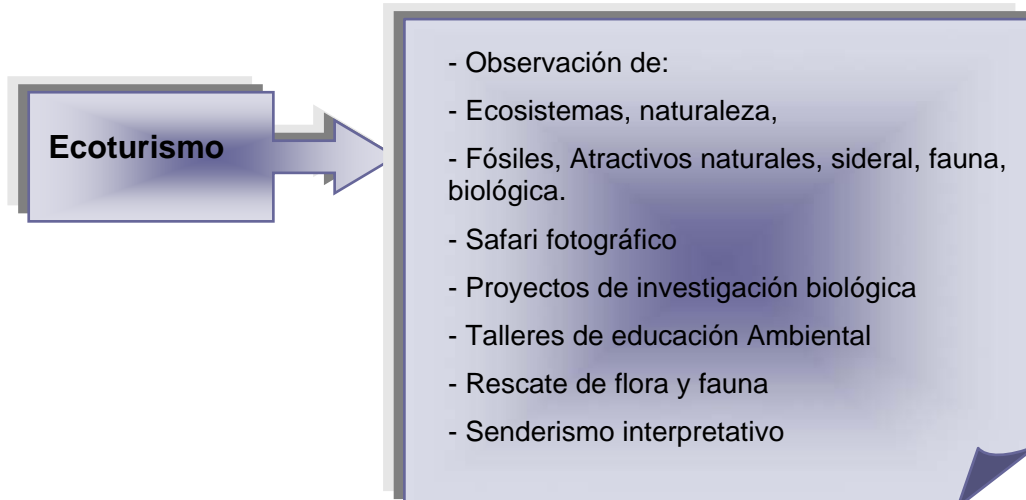 Ecoturismo
- Observación de:
- Ecosistemas, naturaleza,
- Fósiles, Atractivos naturales, sideral, fauna,
biológica.
- Safari fotográfico
- Proyectos de investigación biológica
- Talleres de educación Ambiental
- Rescate de flora y fauna
- Senderismo interpretativo